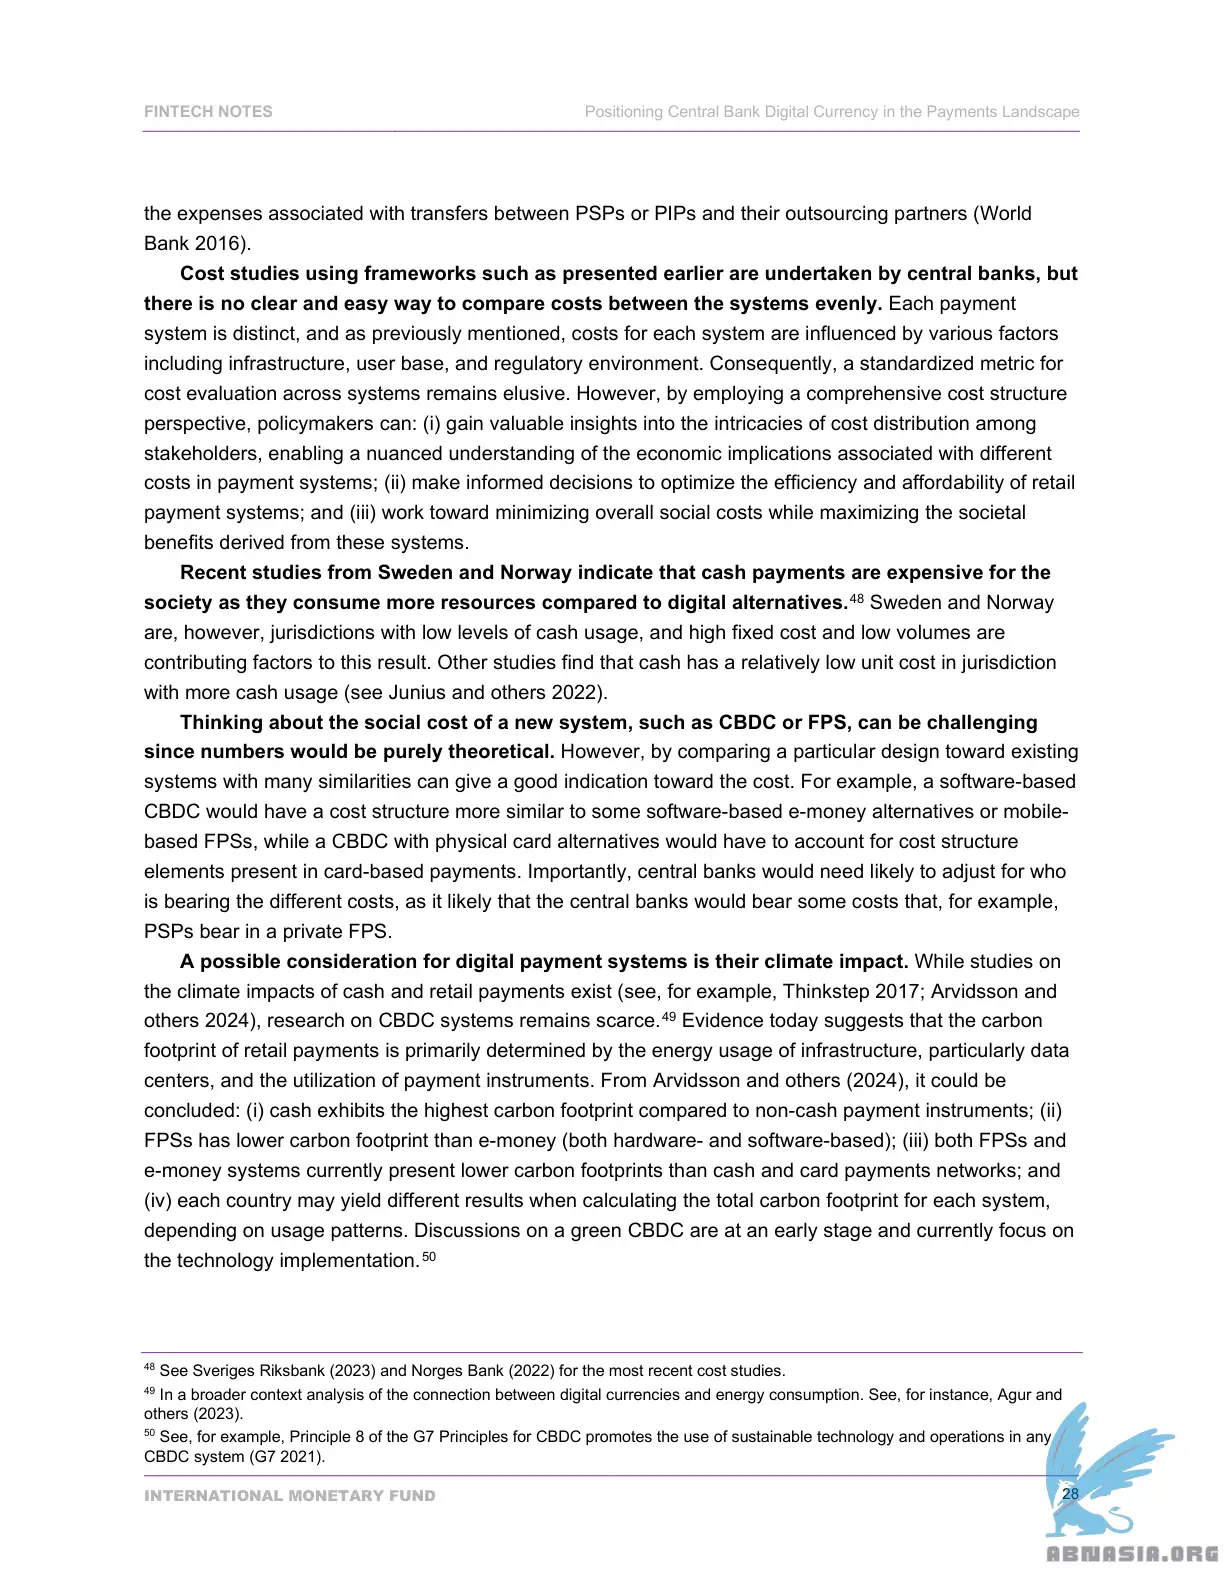 FINTECH NOTES Positioning Central Bank Digital Currency in the Payments Landscape
the expenses associated with transfers between PSPs or PIPs and their outsourcing partners (World
Bank 2016).
Cost studies using frameworks such as presented earlier are undertaken by central banks, but
there is no clear and easy way to compare costs between the systems evenly. Each payment
system is distinct, and as previously mentioned, costs for each system are influenced by various factors
including infrastructure, user base, and regulatory environment. Consequently, a standardized metric for
cost evaluation across systems remains elusive. However, by employing a comprehensive cost structure
perspective, policymakers can: (i) gain valuable insights into the intricacies of cost distribution among
stakeholders, enabling a nuanced understanding of the economic implications associated with different
costs in payment systems; (ii) make informed decisions to optimize the efficiency and affordability of retail
payment systems; and (iii) work toward minimizing overall social costs while maximizing the societal
benefits derived from these systems.
Recent studies from Sweden and Norway indicate that cash payments are expensive for the
society as they consume more resources compared to digital alternatives.48 Sweden and Norway
are, however, jurisdictions with low levels of cash usage, and high fixed cost and low volumes are
contributing factors to this result. Other studies find that cash has a relatively low unit cost in jurisdiction
with more cash usage (see Junius and others 2022).
Thinking about the social cost of a new system, such as CBDC or FPS, can be challenging
since numbers would be purely theoretical. However, by comparing a particular design toward existing
systems with many similarities can give a good indication toward the cost. For example, a software-based
CBDC would have a cost structure more similar to some software-based e-money alternatives or mobile-
based FPSs, while a CBDC with physical card alternatives would have to account for cost structure
elements present in card-based payments. Importantly, central banks would need likely to adjust for who
is bearing the different costs, as it likely that the central banks would bear some costs that, for example,
PSPs bear in a private FPS.
A possible consideration for digital payment systems is their climate impact. While studies on
the climate impacts of cash and retail payments exist (see, for example, Thinkstep 2017; Arvidsson and
others 2024), research on CBDC systems remains scarce.49 Evidence today suggests that the carbon
footprint of retail payments is primarily determined by the energy usage of infrastructure, particularly data
centers, and the utilization of payment instruments. From Arvidsson and others (2024), it could be
concluded: (i) cash exhibits the highest carbon footprint compared to non-cash payment instruments; (ii)
FPSs has lower carbon footprint than e-money (both hardware- and software-based); (iii) both FPSs and
e-money systems currently present lower carbon footprints than cash and card payments networks; and
(iv) each country may yield different results when calculating the total carbon footprint for each system,
depending on usage patterns. Discussions on a green CBDC are at an early stage and currently focus on
the technology implementation.50
48 See Sveriges Riksbank (2023) and Norges Bank (2022) for the most recent cost studies.
49 In a broader context analysis of the connection between digital currencies and energy consumption. See, for instance, Agur and
others (2023).
50 See, for example, Principle 8 of the G7 Principles for CBDC promotes the use of sustainable technology and operations in any
CBDC system (G7 2021).
INTERNATIONAL MONETARY FUND 28
ABNASIA.ORG